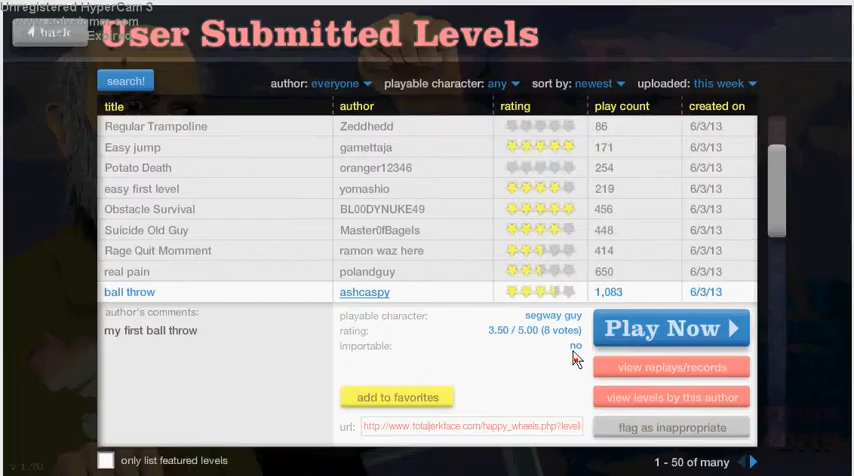 Unregistered HyperCam 3
User Submitted Levels
search!
author: everyone playable character: any sort by: newest uploaded: this week
title author rating play count created on
Regular Trampoline Zeddhedd 86 6/3/13
Easy jump gamettaja 171 6/3/13
Potato Death oranger12346 254 6/3/13
easy first level yomashio 219 6/3/13
Obstacle Survival BL00DYNUKE49 456 6/3/13
Suicide Old Guy Master0fBagels 448 6/3/13
Rage Quit Momment ramon waz here 414 6/3/13
real pain polandguy 650 6/3/13
ball throw ashcaspy 1,083 6/3/13
author's comments:
my first ball throw
playable character: segway guy
rating: 3.50 / 5.00 (8 votes)
importable: no
Play Now
view replays/records
add to favorites
view levels by this author
url: http://www.totaljerkface.com/happy_wheels.php?levell
flag as inappropriate
only list featured levels
1 - 50 of many
v 1.70